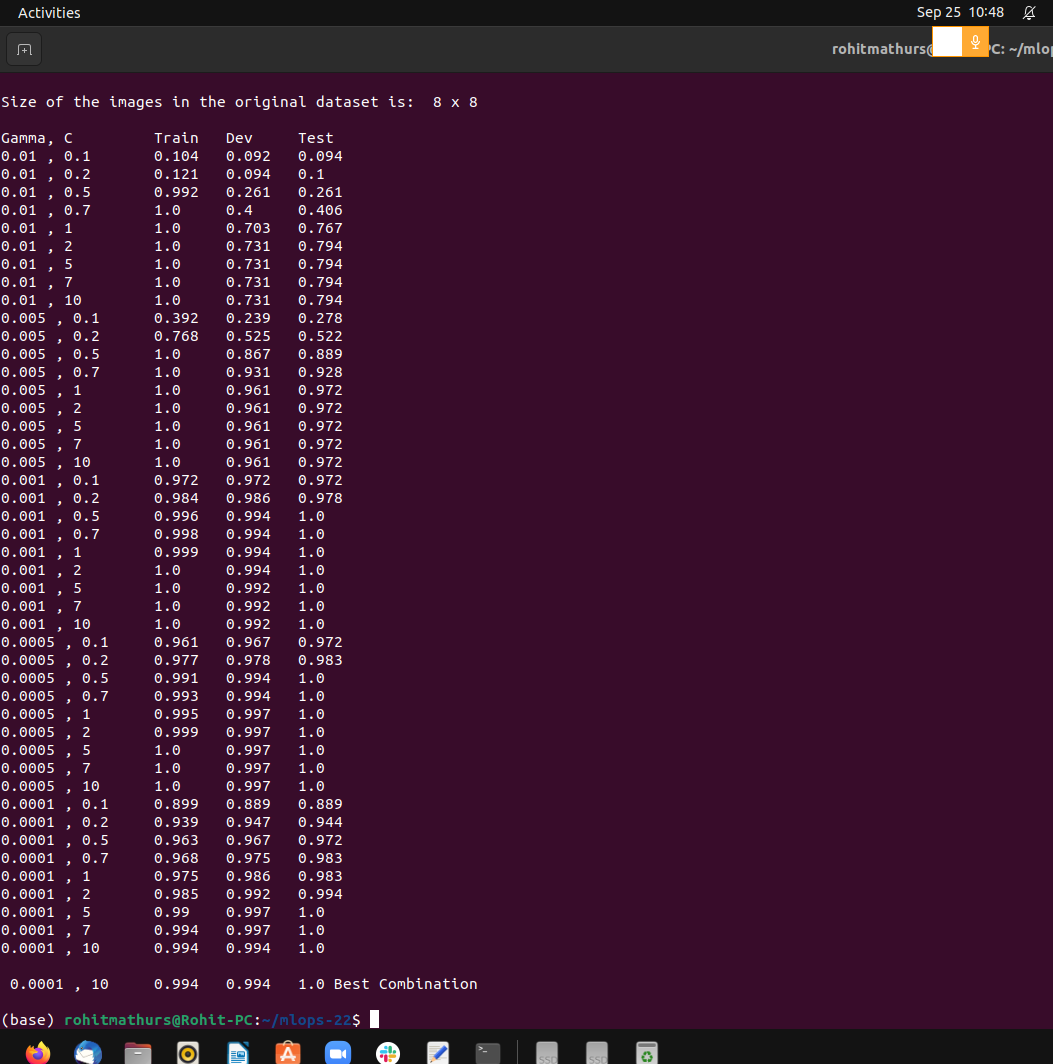 Activities
Sep 25 10:48
rohitmathurs@ PC: ~/mlop
Size of the images in the original dataset is: 8 x 8
Gamma, C Train Dev Test
0.01 , 0.1 0.104 0.092 0.094
0.01 , 0.2 0.121 0.094 0.1
0.01 , 0.5 0.992 0.261 0.261
0.01 , 0.7 1.0 0.4 0.406
0.01 , 1 1.0 0.703 0.767
0.01 , 2 1.0 0.731 0.794
0.01 , 5 1.0 0.731 0.794
0.01 , 7 1.0 0.731 0.794
0.01 , 10 1.0 0.731 0.794
0.005 , 0.1 0.392 0.239 0.278
0.005 , 0.2 0.768 0.525 0.522
0.005 , 0.5 1.0 0.867 0.889
0.005 , 0.7 1.0 0.931 0.928
0.005 , 1 1.0 0.961 0.972
0.005 , 2 1.0 0.961 0.972
0.005 , 5 1.0 0.961 0.972
0.005 , 7 1.0 0.961 0.972
0.005 , 10 1.0 0.961 0.972
0.001 , 0.1 0.972 0.972 0.972
0.001 , 0.2 0.984 0.986 0.978
0.001 , 0.5 0.996 0.994 1.0
0.001 , 0.7 0.998 0.994 1.0
0.001 , 1 0.999 0.994 1.0
0.001 , 2 1.0 0.994 1.0
0.001 , 5 1.0 0.992 1.0
0.001 , 7 1.0 0.992 1.0
0.001 , 10 1.0 0.992 1.0
0.0005 , 0.1 0.961 0.967 0.972
0.0005 , 0.2 0.977 0.978 0.983
0.0005 , 0.5 0.991 0.994 1.0
0.0005 , 0.7 0.993 0.994 1.0
0.0005 , 1 0.995 0.997 1.0
0.0005 , 2 0.999 0.997 1.0
0.0005 , 5 1.0 0.997 1.0
0.0005 , 7 1.0 0.997 1.0
0.0005 , 10 1.0 0.997 1.0
0.0001 , 0.1 0.899 0.889 0.889
0.0001 , 0.2 0.939 0.947 0.944
0.0001 , 0.5 0.963 0.967 0.972
0.0001 , 0.7 0.968 0.975 0.983
0.0001 , 1 0.975 0.986 0.983
0.0001 , 2 0.985 0.992 0.994
0.0001 , 5 0.99 0.997 1.0
0.0001 , 7 0.994 0.997 1.0
0.0001 , 10 0.994 0.994 1.0
0.0001 , 10 0.994 0.994 1.0 Best Combination
(base) rohitmathurs@Rohit-PC:~/mlops-22$
SSD SSD